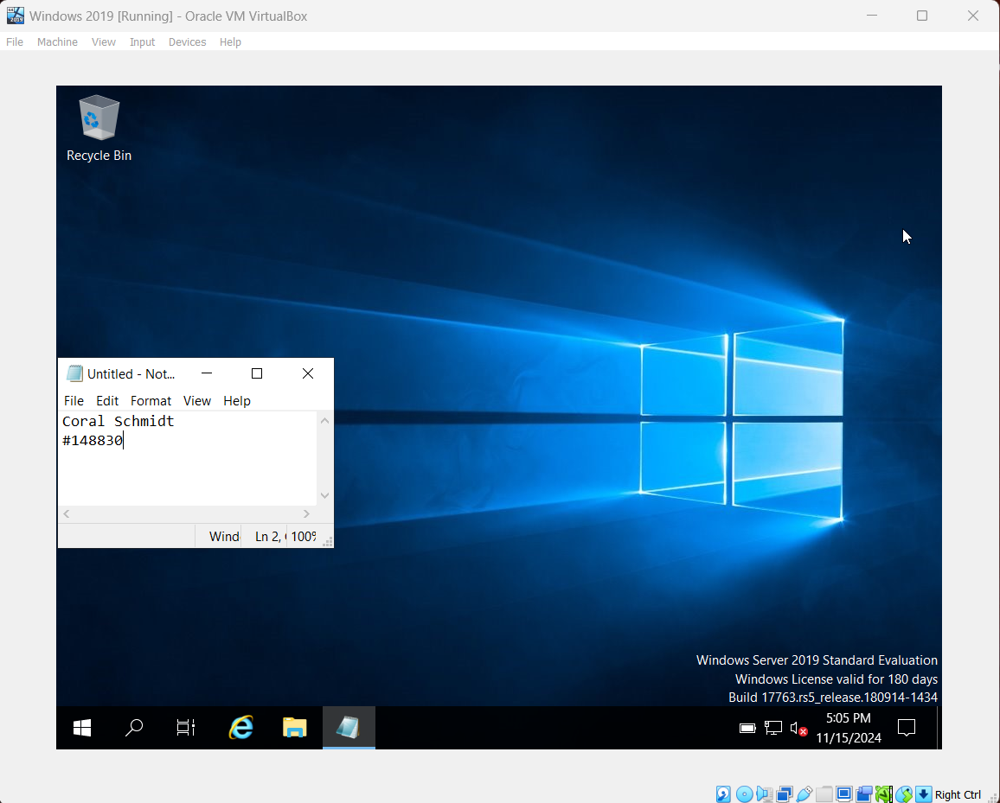 Windows 2019 [Running] - Oracle VM VirtualBox
File Machine View Input Devices Help
Recycle Bin
Untitled - Not...
File Edit Format View Help
Coral Schmidt
#148830
Wind Ln 2, 100%
Windows Server 2019 Standard Evaluation
Windows License valid for 180 days
Build 17763.rs5_release.180914-1434
5:05 PM
11/15/2024
Right Ctrl